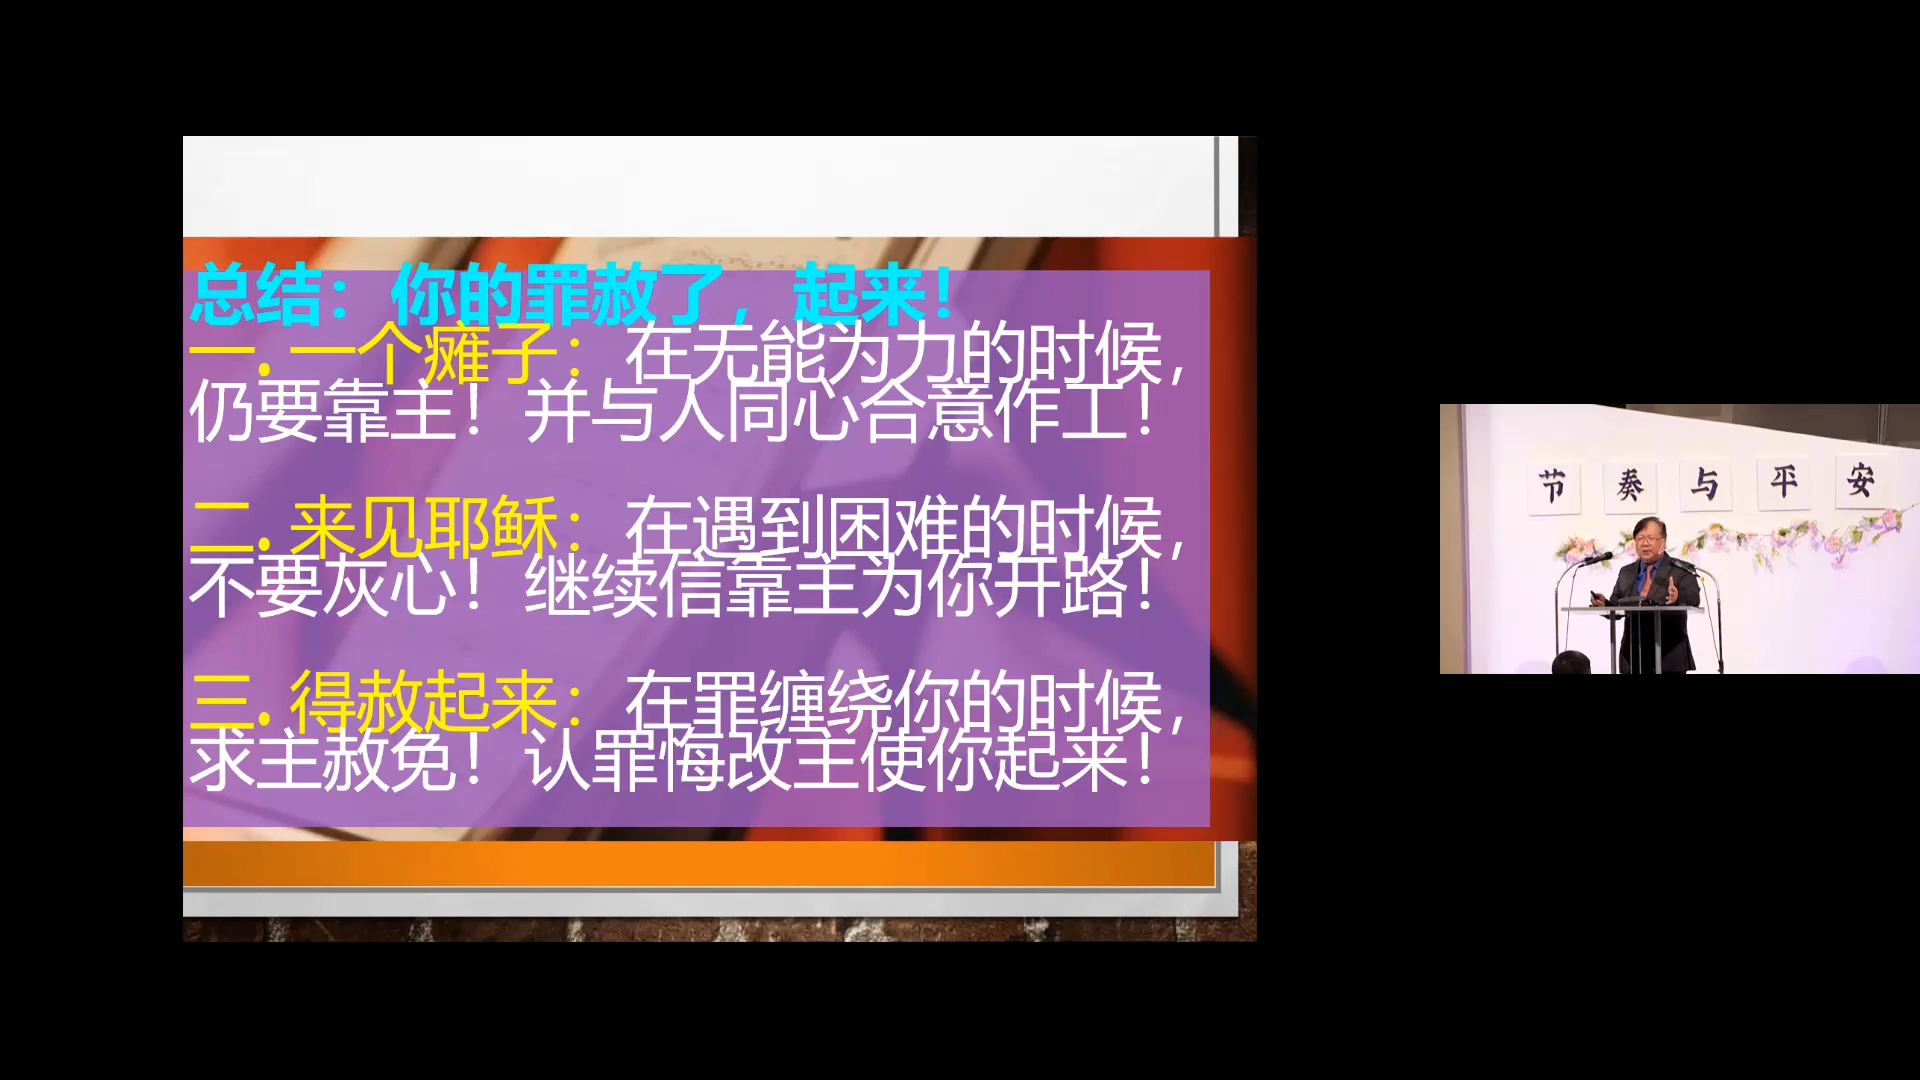 总结：你的罪赦了，起来！
一. 一个瘫子：在无能为力的时候，
仍要靠主！并与人同心合意作工！
二. 来见耶稣：在遇到困难的时候，
不要灰心！继续信靠主为你开路！
三. 得赦起来：在罪缠绕你的时候，
求主赦免！认罪悔改主使你起来！
节奏与平安